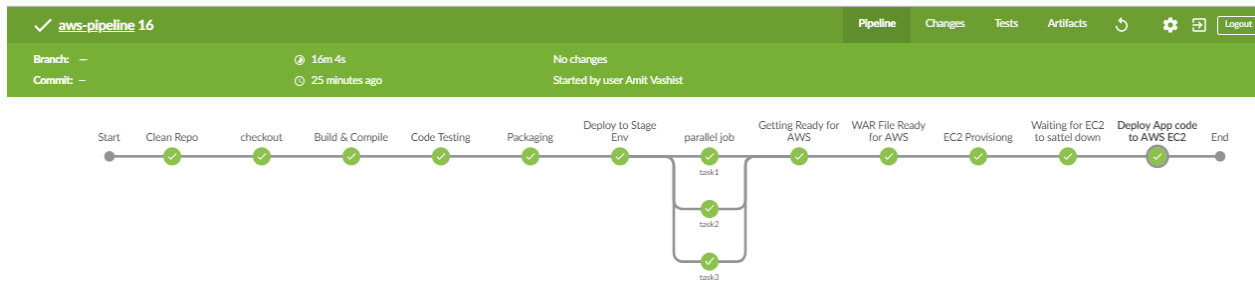 aws-pipeline 16
Pipeline
Changes
Tests
Artifacts
Logout
Branch: —
16m 4s
No changes
Commit: —
25 minutes ago
Started by user Amit Vashist
Start
Clean Repo
checkout
Build & Compile
Code Testing
Packaging
Deploy to Stage
Env
parallel job
Getting Ready for
AWS
WAR File Ready
for AWS
EC2 Provisiong
Waiting for EC2
to sattel down
Deploy App code
to AWS EC2
End
task1
task2
task3